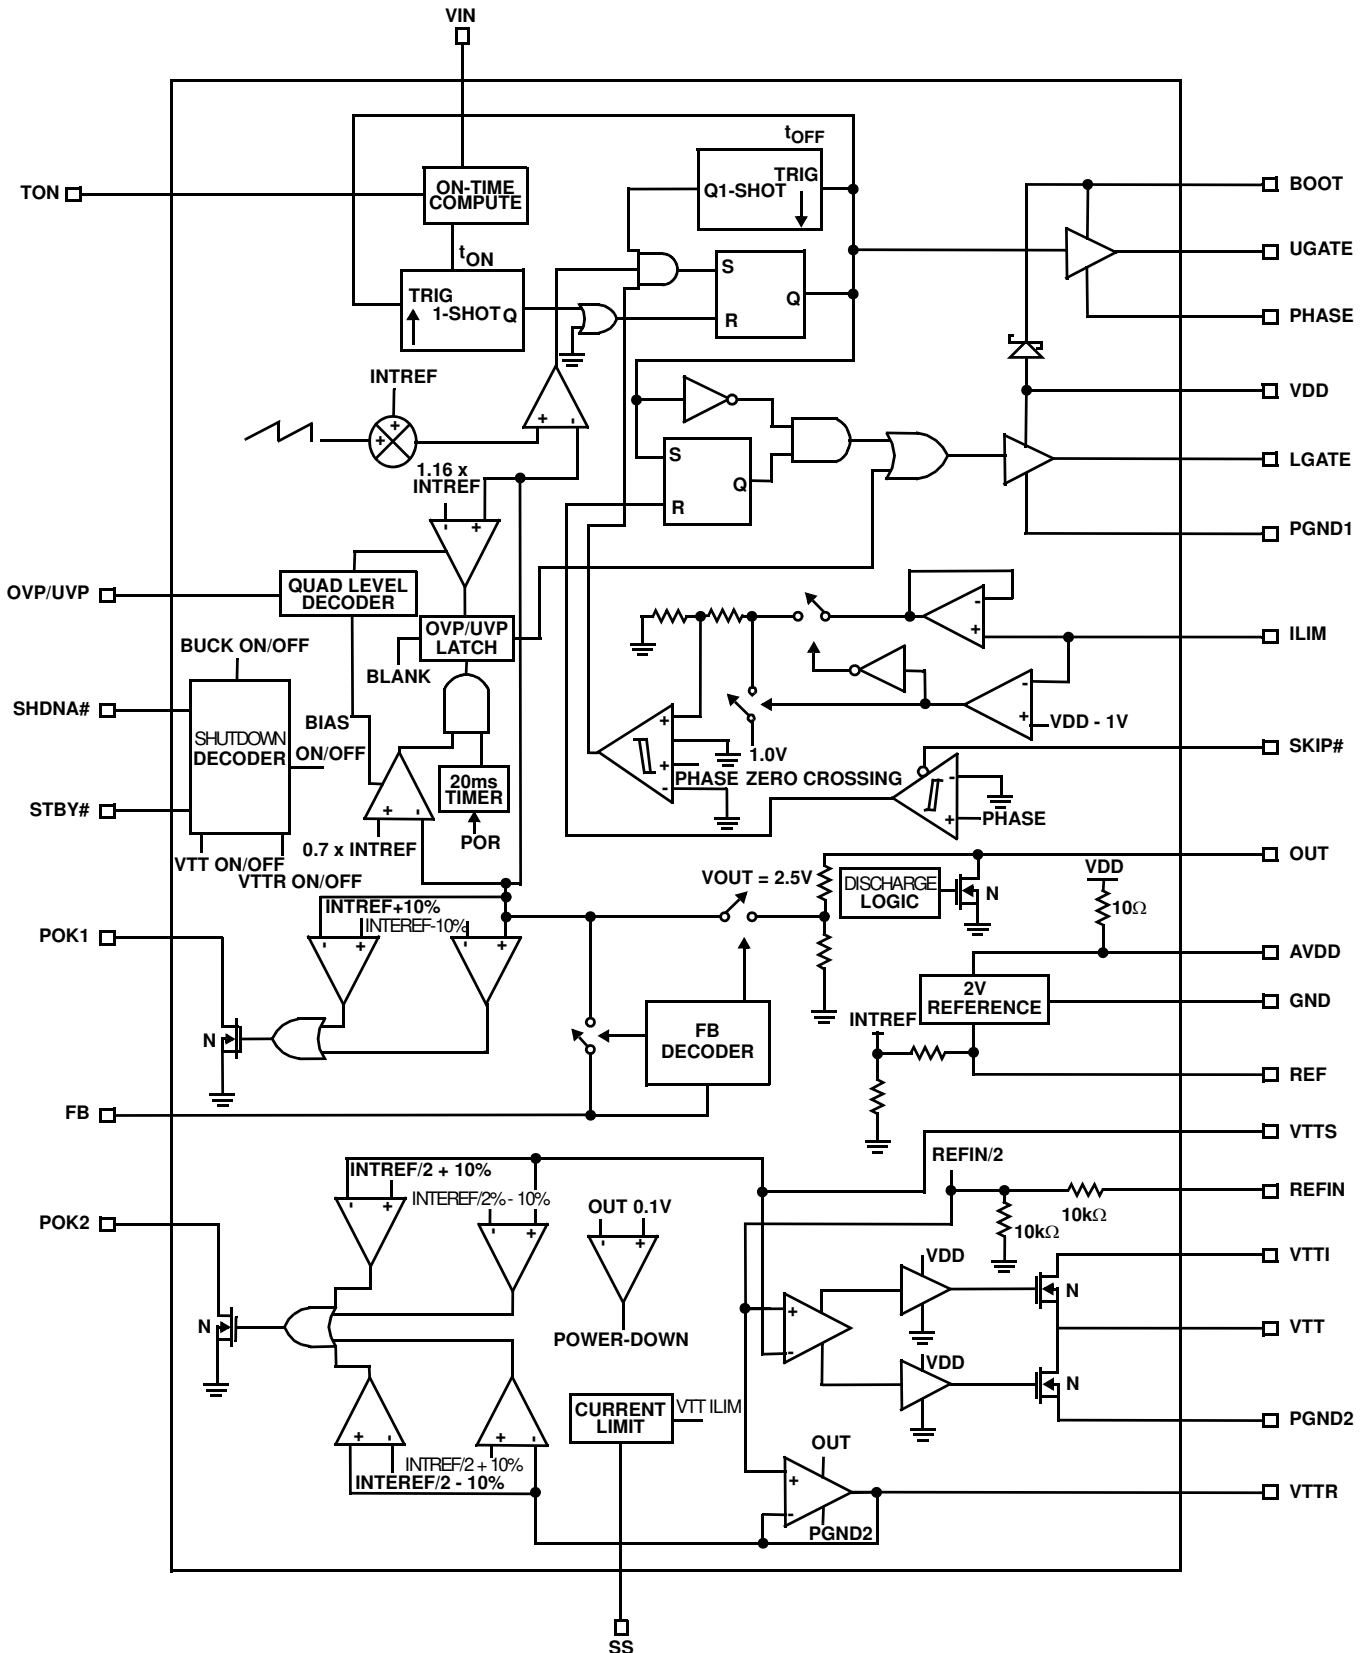 VIN
tOFF
TON
ON-TIME
COMPUTE
Q1-SHOT
TRIG
BOOT
tON
UGATE
TRIG
1-SHOT Q
S
Q
R
PHASE
INTREF
+
+
+ -
VDD
1.16 x
INTREF
S
Q
R
LGATE
- +
PGND1
OVP/UVP
QUAD LEVEL
DECODER
-
+
OVP/UVP
LATCH
ILIM
BUCK ON/OFF
BLANK
SHDNA#
BIAS
SHUTDOWN
DECODER
ON/OFF
+
+
-
-
+
VDD - 1V
1.0V
SKIP#
PHASE ZERO CROSSING
20ms
TIMER
-
+
PHASE
STBY#
+ -
POR
0.7 x INTREF
VTT ON/OFF
VTTR ON/OFF
OUT
VOUT = 2.5V
DISCHARGE
LOGIC
N
VDD
10Ω
INTREF+10%
INTEREF-10%
POK1
- +
- +
AVDD
2V
REFERENCE
GND
INTREF
N
FB
DECODER
REF
FB
VTTS
REFIN/2
INTREF/2 + 10%
INTEREF/2% - 10%
REFIN
10kΩ
10kΩ
POK2
- +
- +
OUT 0.1V
- +
VDD
VTTI
N
+
-
N
POWER-DOWN
VTT
VDD
N
CURRENT
LIMIT
VTT ILIM
PGND2
+ -
+ -
INTREF/2 + 10%
INTEREF/2 - 10%
OUT
+
-
VTTR
PGND2
SS